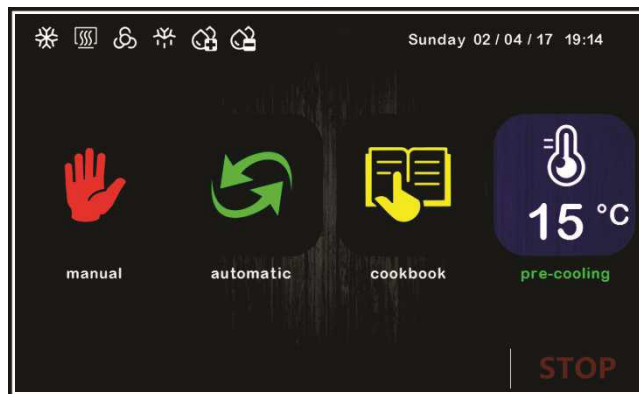 Sunday 02 / 04 / 17 19:14
15 °C
manual
automatic
cookbook
pre-cooling
STOP